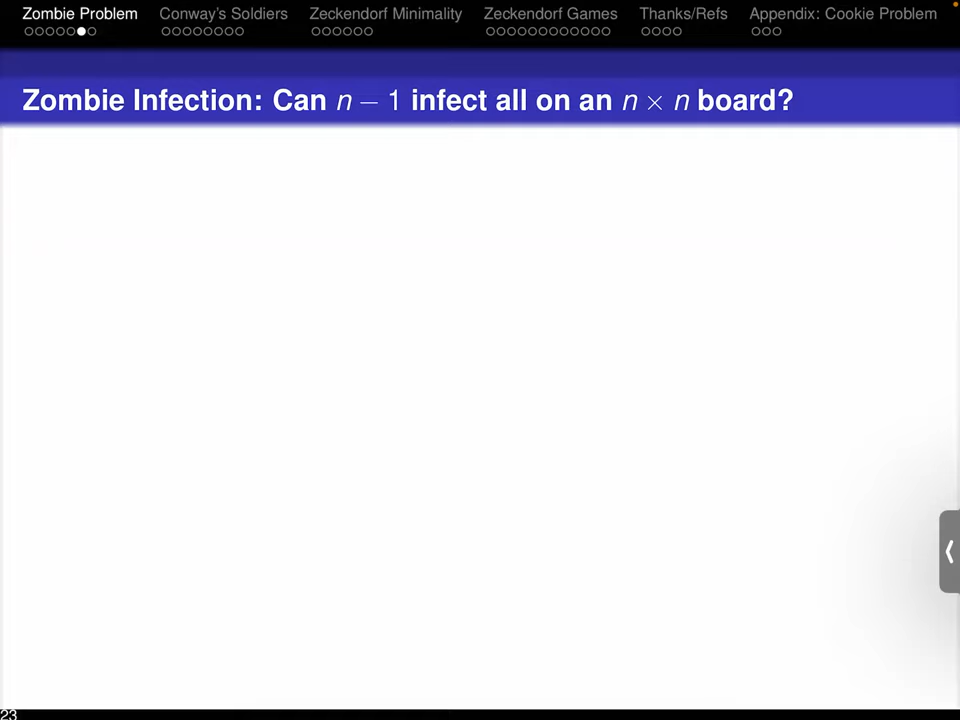 Zombie Problem Conway's Soldiers Zeckendorf Minimality Zeckendorf Games Thanks/Refs Appendix: Cookie Problem
Zombie Infection: Can n − 1 infect all on an n × n board?
23